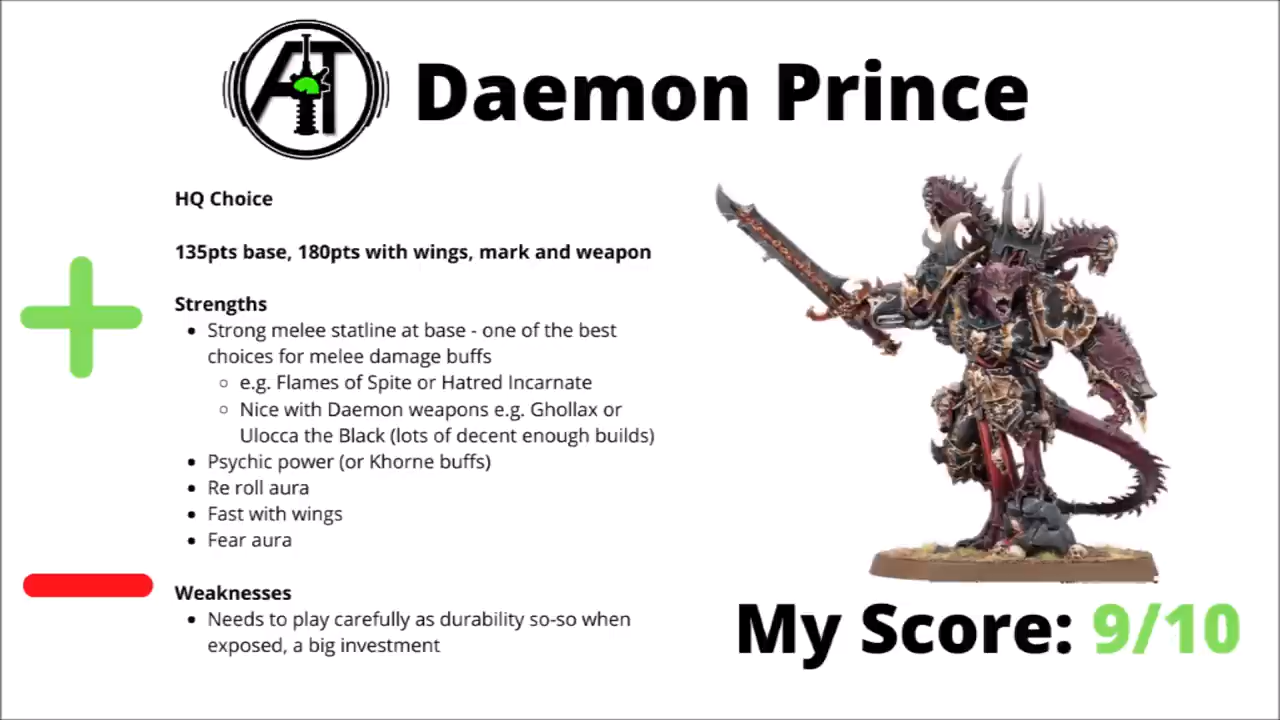 AT
Daemon Prince
HQ Choice
135pts base, 180pts with wings, mark and weapon
Strengths
Strong melee statline at base - one of the best
choices for melee damage buffs
e.g. Flames of Spite or Hatred Incarnate
Nice with Daemon weapons e.g. Ghollax or
Ulocca the Black (lots of decent enough builds)
Psychic power (or Khorne buffs)
Re roll aura
Fast with wings
Fear aura
Weaknesses
Needs to play carefully as durability so-so when
exposed, a big investment
My Score: 9/10